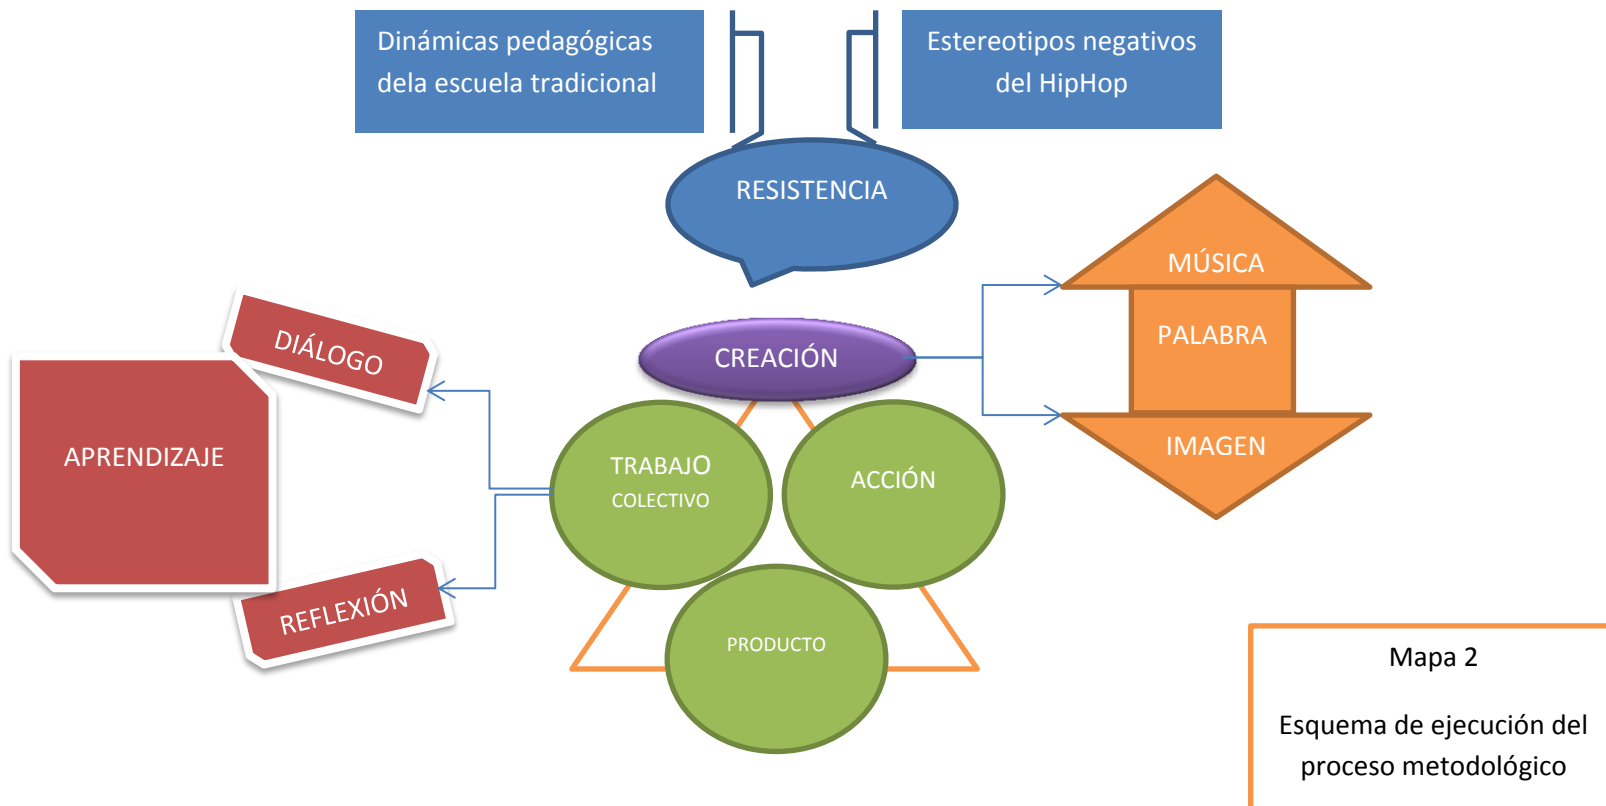 Dinámicas pedagógicas
dela escuela tradicional
Estereotipos negativos
del HipHop
RESISTENCIA
MÚSICA
PALABRA
IMAGEN
CREACIÓN
DIÁLOGO
APRENDIZAJE
REFLEXIÓN
TRABAJO
COLECTIVO
ACCIÓN
PRODUCTO
Mapa 2
Esquema de ejecución del
proceso metodológico